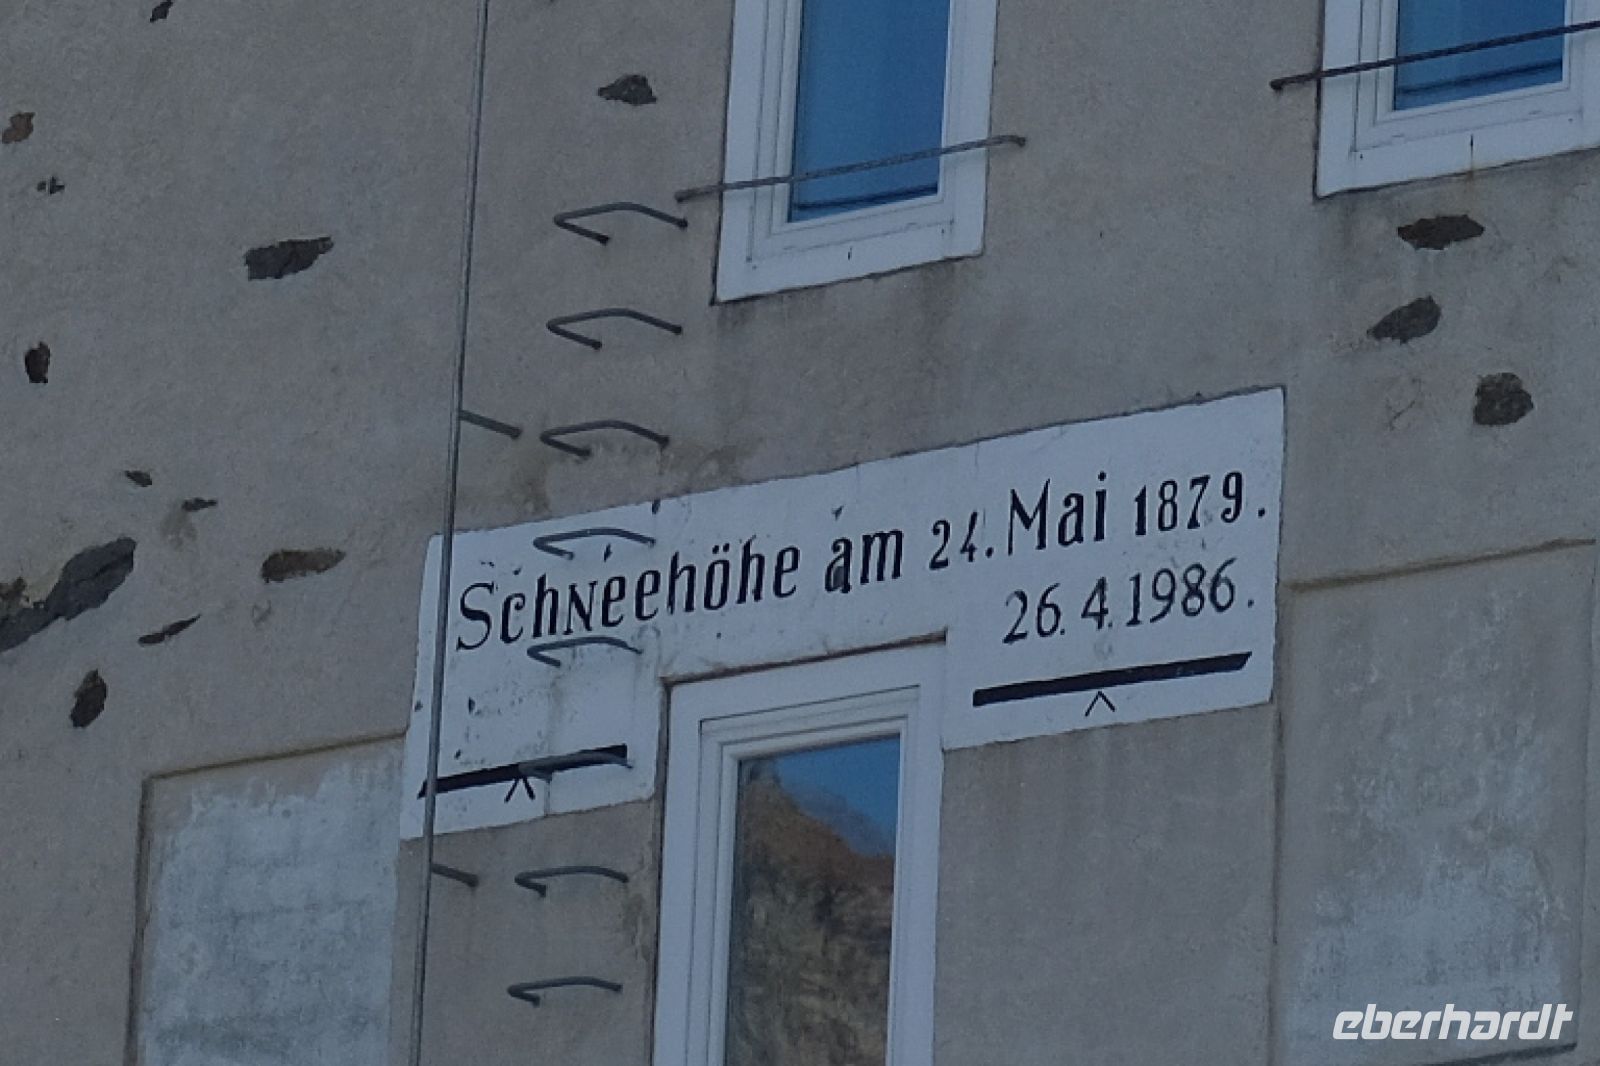 Schneehöhe am 24. Mai 1879.
26. 4. 1986.
eberhardt